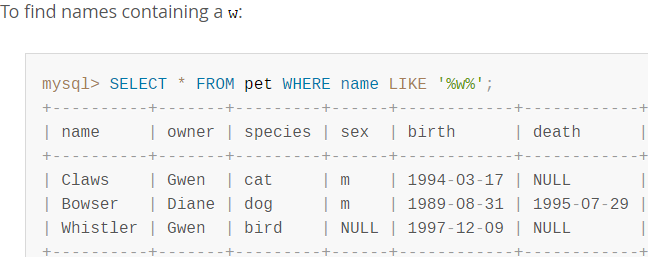 To find names containing a w:
mysql> SELECT * FROM pet WHERE name LIKE '%w%';
+----------+-------+---------+------+------------+------------+
| name     | owner | species | sex  | birth      | death      |
+----------+-------+---------+------+------------+------------+
| Claws    | Gwen  | cat     | m    | 1994-03-17 | NULL       |
| Bowser   | Diane | dog     | m    | 1989-08-31 | 1995-07-29 |
| Whistler | Gwen  | bird    | NULL | 1997-12-09 | NULL       |
+----------+-------+---------+------+------------+------------+